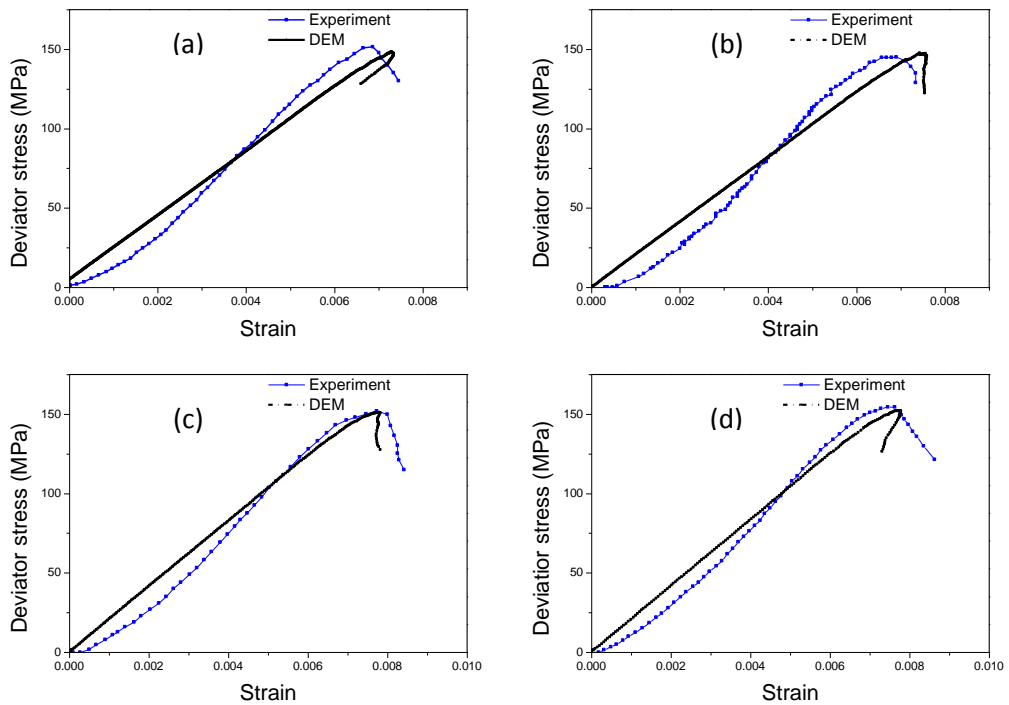 Experiment
DEM
(a)
150
100
50
0
0.000 0.002 0.004 0.006 0.008
Deviator stress (MPa)
Strain
Experiment
DEM
(b)
150
100
50
0
0.000 0.002 0.004 0.006 0.008
Deviator stress (MPa)
Strain
Experiment
DEM
(c)
150
100
50
0
0.000 0.002 0.004 0.006 0.008 0.010
Deviator stress (MPa)
Strain
Experiment
DEM
(d)
150
100
50
0
0.000 0.002 0.004 0.006 0.008 0.010
Deviatior stress (MPa)
Strain